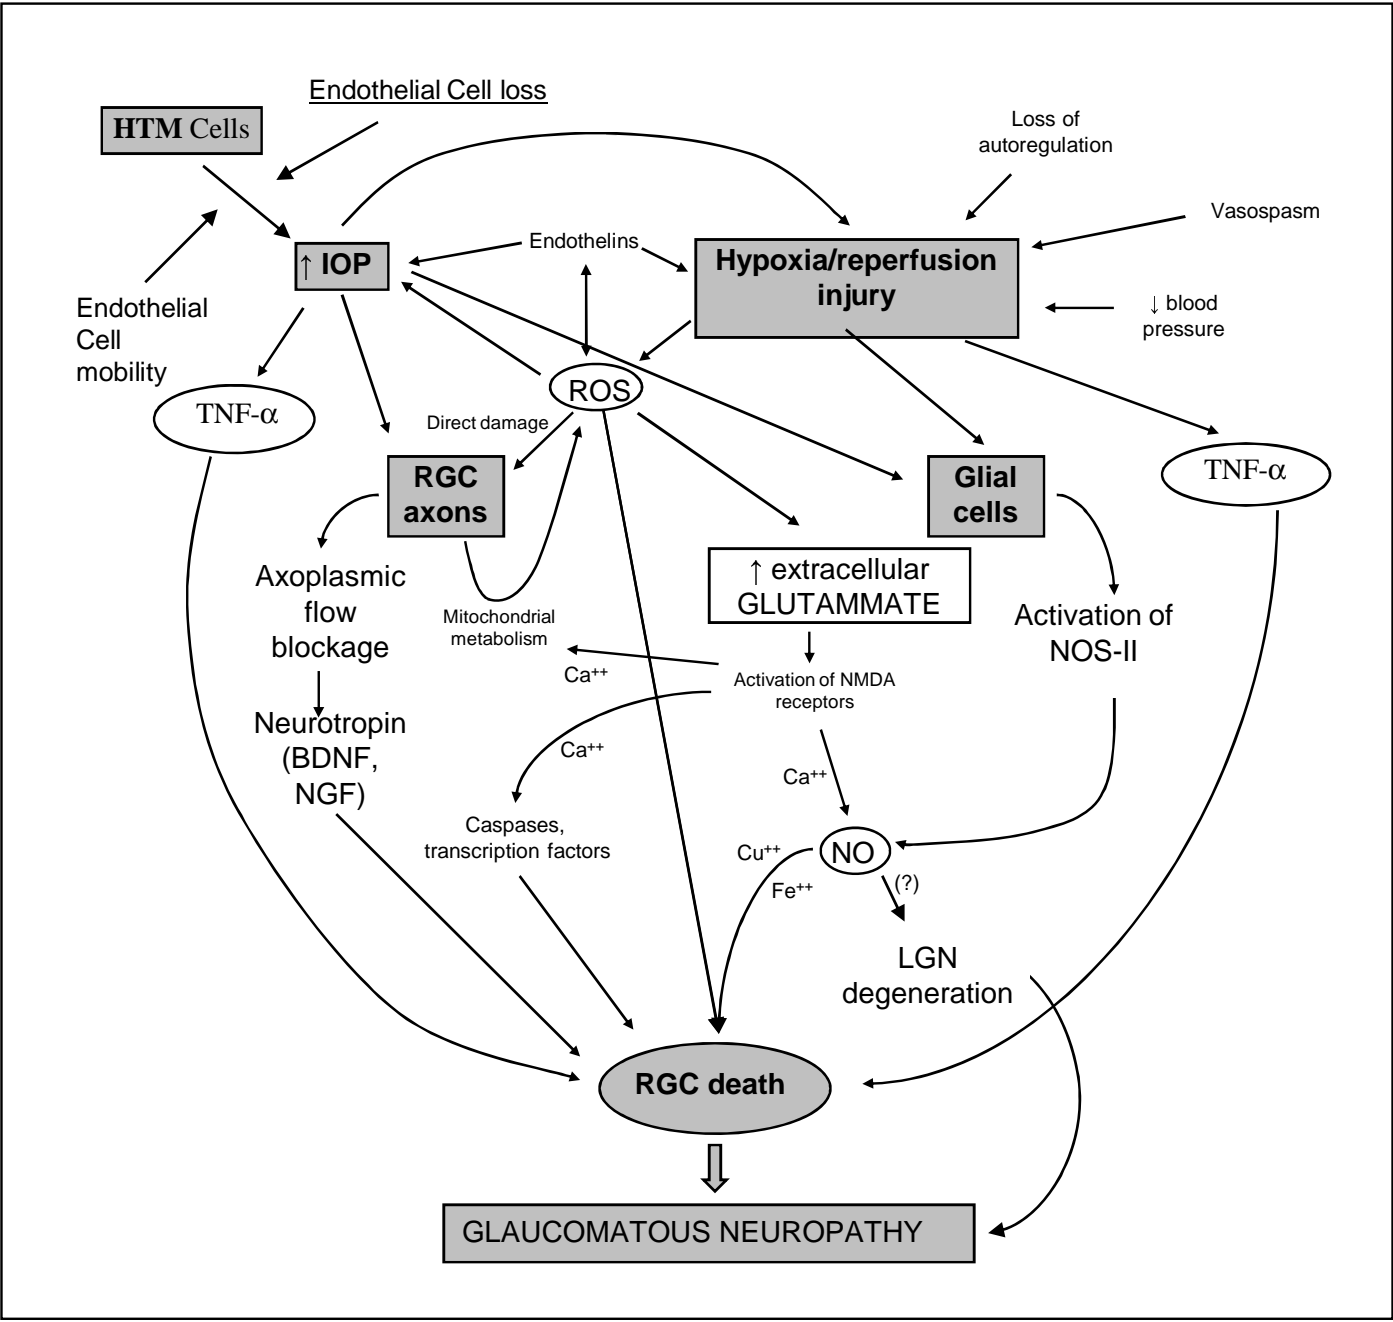 Endothelial Cell loss
HTM Cells
Loss of
autoregulation
Vasospasm
Endothelins
↑ IOP
Hypoxia/reperfusion
injury
Endothelial
Cell
mobility
↓ blood
pressure
ROS
TNF-α
Direct damage
RGC
axons
Glial
cells
TNF-α
Axoplasmic
flow
blockage
↑ extracellular
GLUTAMMATE
Mitochondrial
metabolism
Activation of
NOS-II
Ca++
Activation of NMDA
receptors
Neurotropin
(BDNF,
NGF)
Ca++
Ca++
Caspases,
transcription factors
Cu++
NO
Fe++
(?)
LGN
degeneration
RGC death
GLAUCOMATOUS NEUROPATHY